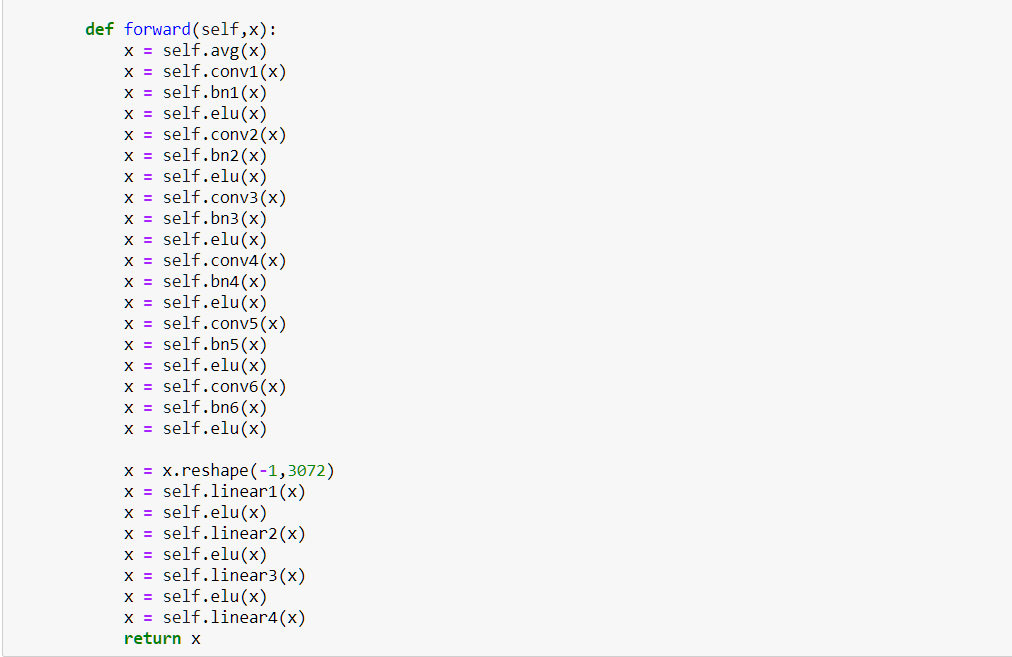 def forward(self,x):
x = self.avg(x)
x = self.conv1(x)
x = self.bn1(x)
x = self.elu(x)
x = self.conv2(x)
x = self.bn2(x)
x = self.elu(x)
x = self.conv3(x)
x = self.bn3(x)
x = self.elu(x)
x = self.conv4(x)
x = self.bn4(x)
x = self.elu(x)
x = self.conv5(x)
x = self.bn5(x)
x = self.elu(x)
x = self.conv6(x)
x = self.bn6(x)
x = self.elu(x)
x = x.reshape(-1,3072)
x = self.linear1(x)
x = self.elu(x)
x = self.linear2(x)
x = self.elu(x)
x = self.linear3(x)
x = self.elu(x)
x = self.linear4(x)
return x